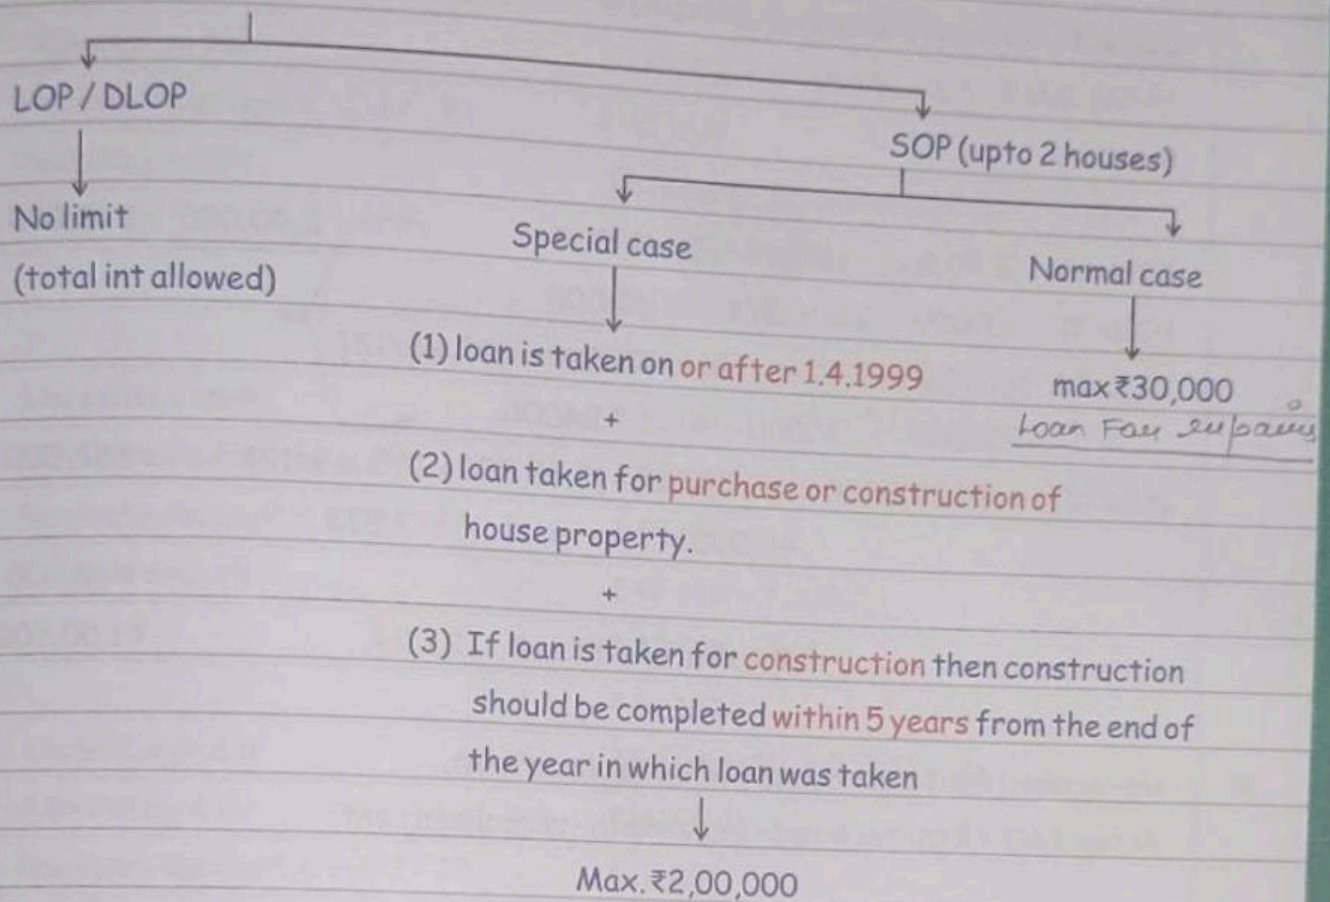 LOP / DLOP
SOP (upto 2 houses)
No limit
(total int allowed)
Special case
Normal case
(1) loan is taken on or after 1.4.1999
+
(2) loan taken for purchase or construction of
house property.
+
(3) If loan is taken for construction then construction
should be completed within 5 years from the end of
the year in which loan was taken
Max. ₹2,00,000
max ₹30,000
Loan For repairs